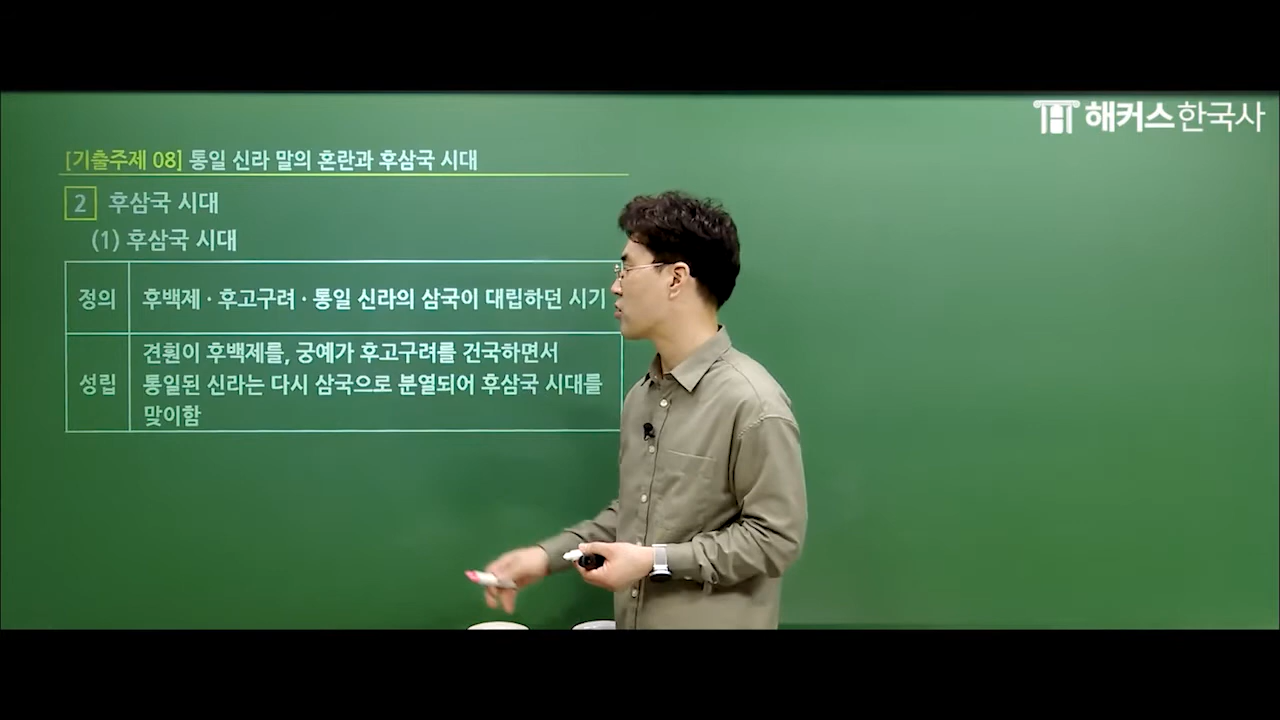 해커스한국사
[기출주제 08] 통일 신라 말의 혼란과 후삼국 시대
2 후삼국 시대
(1) 후삼국 시대
정의 후백제·후고구려·통일 신라의 삼국이 대립하던 시기
성립 견훤이 후백제를, 궁예가 후고구려를 건국하면서
통일된 신라는 다시 삼국으로 분열되어 후삼국 시대를
맞이함